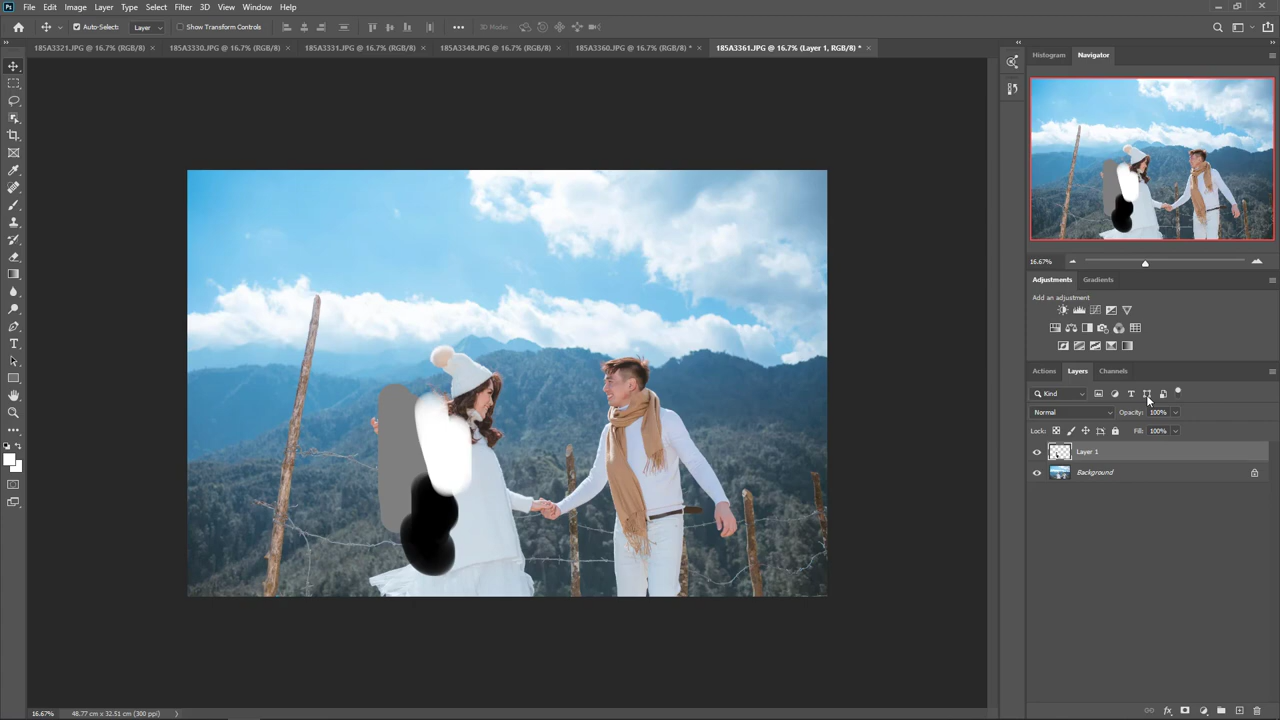 File Edit Image Layer Type Select Filter 3D View Window Help
Auto-Select: Layer Show Transform Controls 3D Mode:
185A3321.JPG @ 16.7% (RGB/8) × 185A3330.JPG @ 16.7% (RGB/8) × 185A3331.JPG @ 16.7% (RGB/8) × 185A3348.JPG @ 16.7% (RGB/8) × 185A3360.JPG @ 16.7% (RGB/8) * × 185A3361.JPG @ 16.7% (Layer 1, RGB/8) * ×
Histogram Navigator
16.67%
Adjustments Gradients
Add an adjustment
Actions Layers Channels
Kind
Normal Opacity: 100%
Lock: Fill: 100%
Layer 1
Background
16.67% 48.77 cm x 32.51 cm (300 ppi)